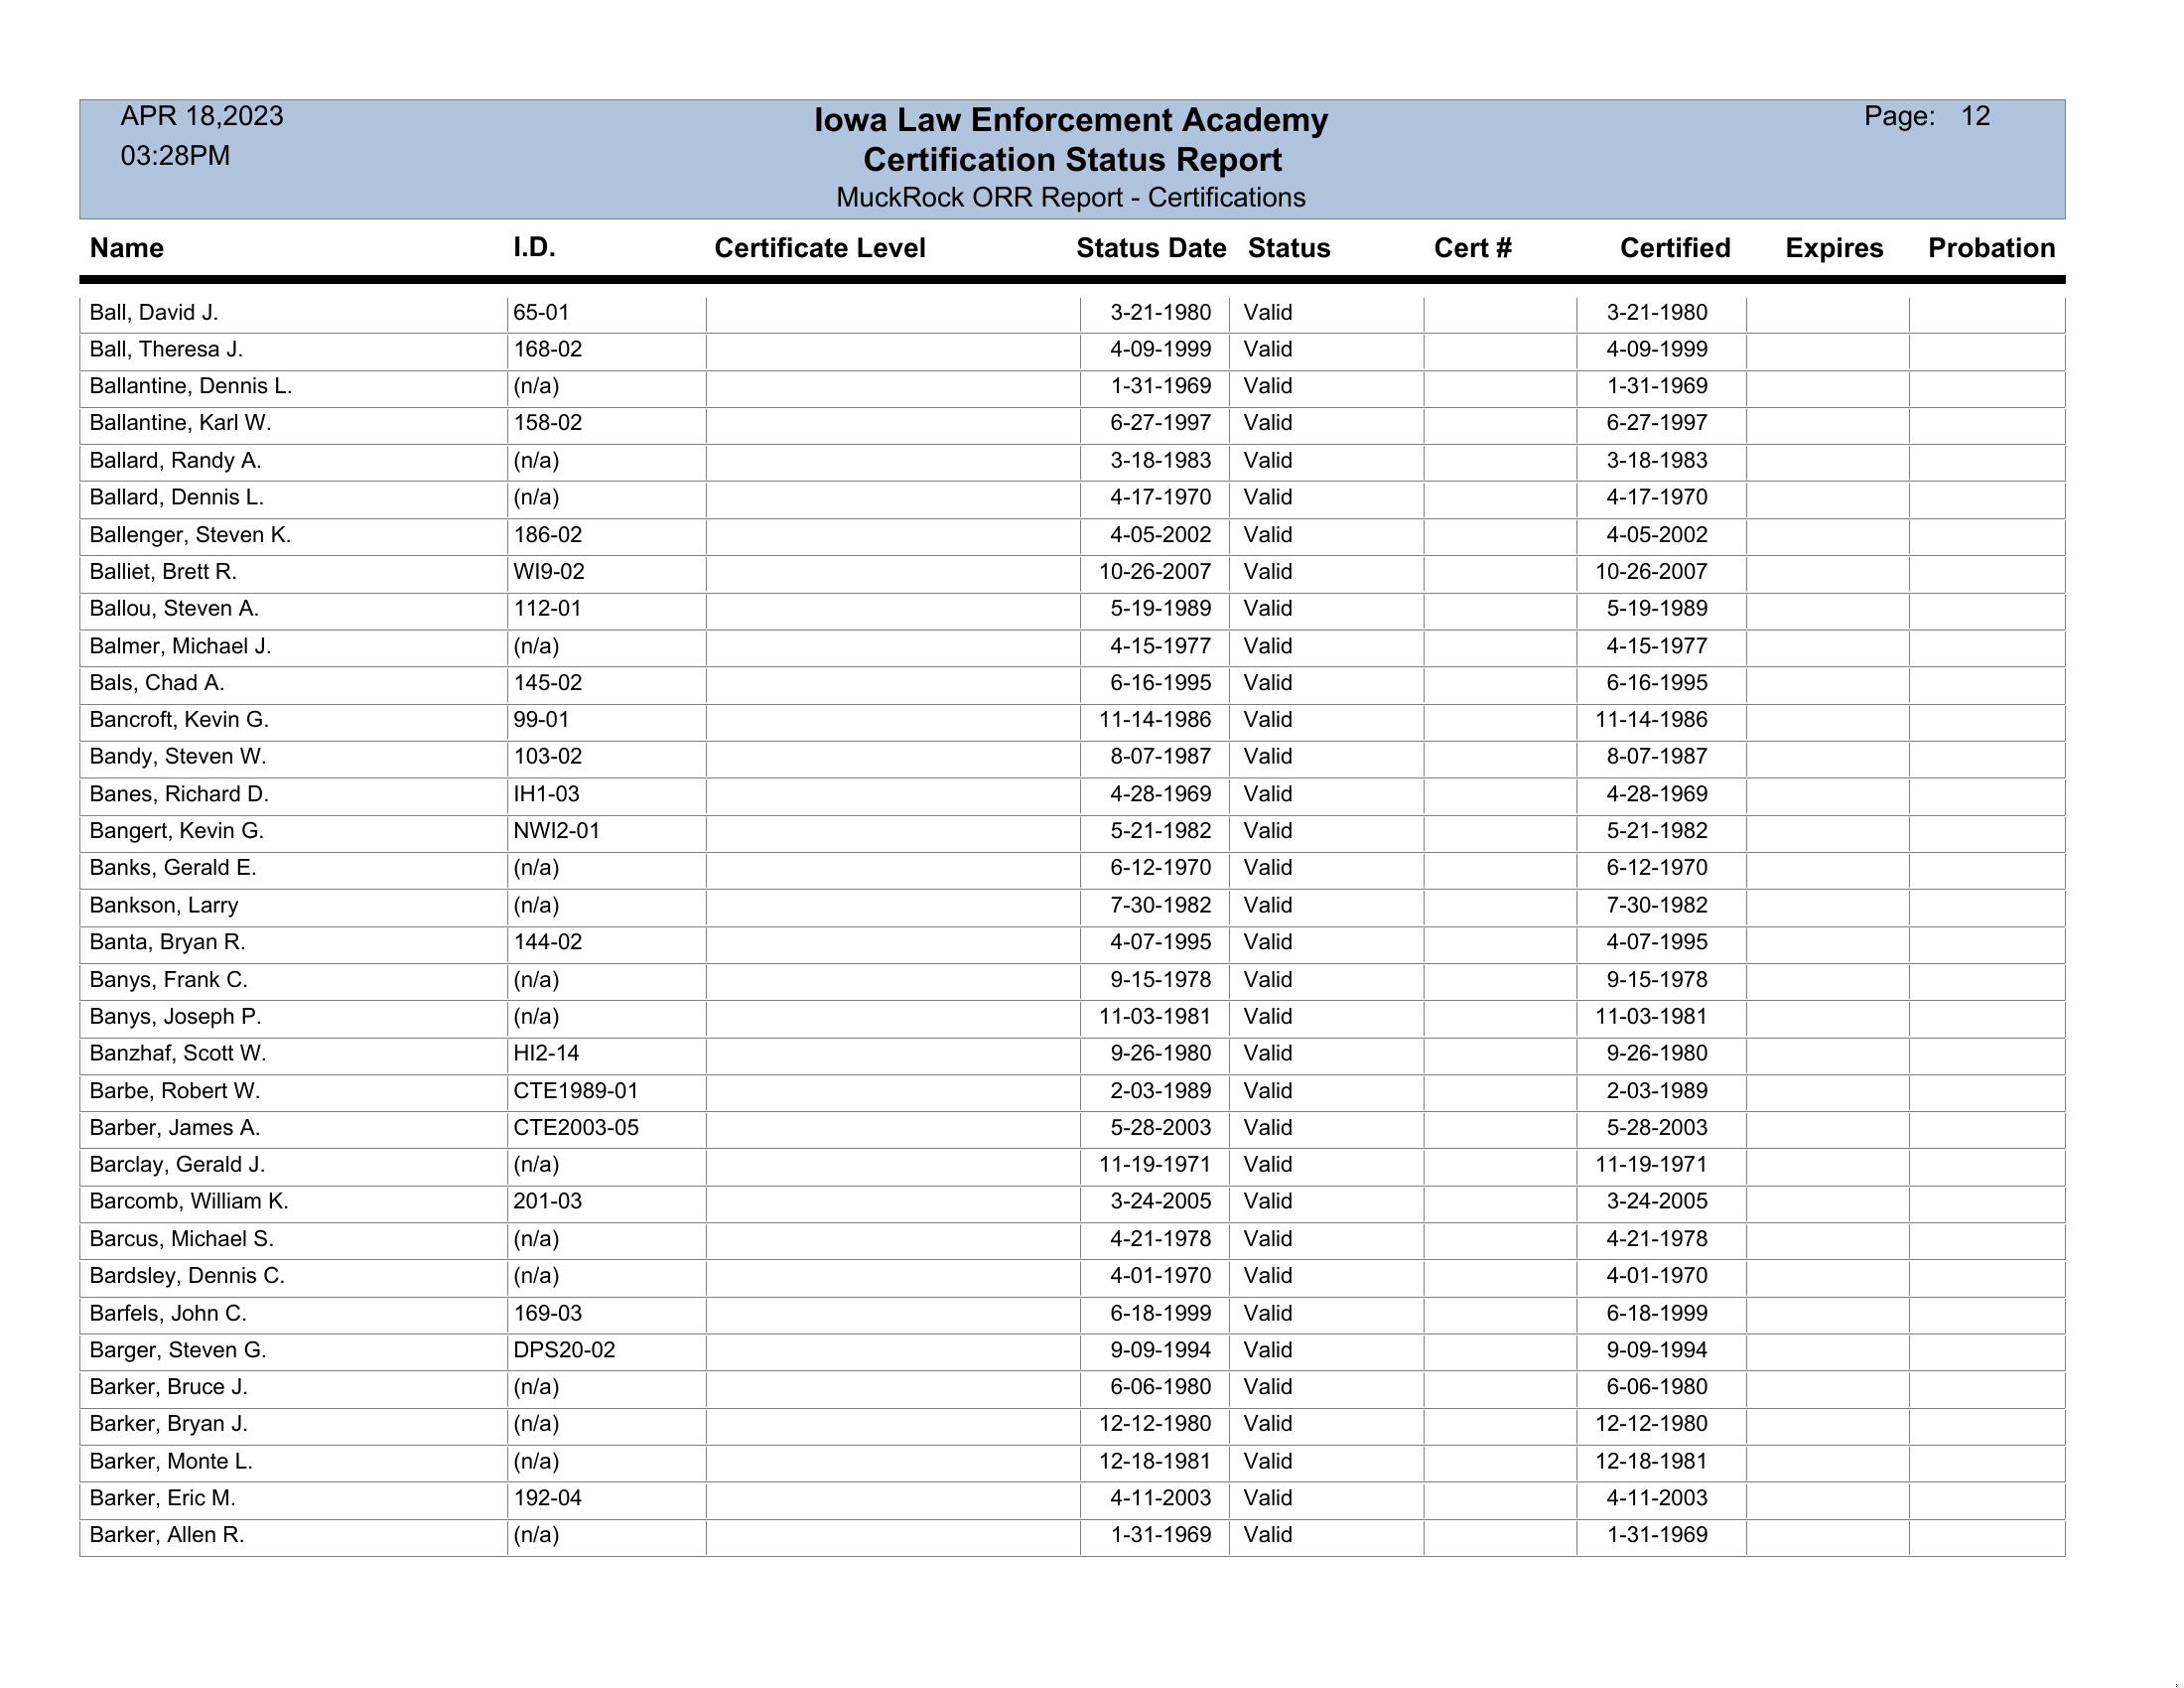 APR 18,2023
Iowa Law Enforcement Academy
Page: 12
03:28PM
Certification Status Report
MuckRock ORR Report - Certifications
Name I.D. Certificate Level Status Date Status Cert # Certified Expires Probation
Ball, David J. 65-01 3-21-1980 Valid 3-21-1980
Ball, Theresa J. 168-02 4-09-1999 Valid 4-09-1999
Ballantine, Dennis L. (n/a) 1-31-1969 Valid 1-31-1969
Ballantine, Karl W. 158-02 6-27-1997 Valid 6-27-1997
Ballard, Randy A. (n/a) 3-18-1983 Valid 3-18-1983
Ballard, Dennis L. (n/a) 4-17-1970 Valid 4-17-1970
Ballenger, Steven K. 186-02 4-05-2002 Valid 4-05-2002
Balliet, Brett R. WI9-02 10-26-2007 Valid 10-26-2007
Ballou, Steven A. 112-01 5-19-1989 Valid 5-19-1989
Balmer, Michael J. (n/a) 4-15-1977 Valid 4-15-1977
Bals, Chad A. 145-02 6-16-1995 Valid 6-16-1995
Bancroft, Kevin G. 99-01 11-14-1986 Valid 11-14-1986
Bandy, Steven W. 103-02 8-07-1987 Valid 8-07-1987
Banes, Richard D. IH1-03 4-28-1969 Valid 4-28-1969
Bangert, Kevin G. NWI2-01 5-21-1982 Valid 5-21-1982
Banks, Gerald E. (n/a) 6-12-1970 Valid 6-12-1970
Bankson, Larry (n/a) 7-30-1982 Valid 7-30-1982
Banta, Bryan R. 144-02 4-07-1995 Valid 4-07-1995
Banys, Frank C. (n/a) 9-15-1978 Valid 9-15-1978
Banys, Joseph P. (n/a) 11-03-1981 Valid 11-03-1981
Banzhaf, Scott W. HI2-14 9-26-1980 Valid 9-26-1980
Barbe, Robert W. CTE1989-01 2-03-1989 Valid 2-03-1989
Barber, James A. CTE2003-05 5-28-2003 Valid 5-28-2003
Barclay, Gerald J. (n/a) 11-19-1971 Valid 11-19-1971
Barcomb, William K. 201-03 3-24-2005 Valid 3-24-2005
Barcus, Michael S. (n/a) 4-21-1978 Valid 4-21-1978
Bardsley, Dennis C. (n/a) 4-01-1970 Valid 4-01-1970
Barfels, John C. 169-03 6-18-1999 Valid 6-18-1999
Barger, Steven G. DPS20-02 9-09-1994 Valid 9-09-1994
Barker, Bruce J. (n/a) 6-06-1980 Valid 6-06-1980
Barker, Bryan J. (n/a) 12-12-1980 Valid 12-12-1980
Barker, Monte L. (n/a) 12-18-1981 Valid 12-18-1981
Barker, Eric M. 192-04 4-11-2003 Valid 4-11-2003
Barker, Allen R. (n/a) 1-31-1969 Valid 1-31-1969